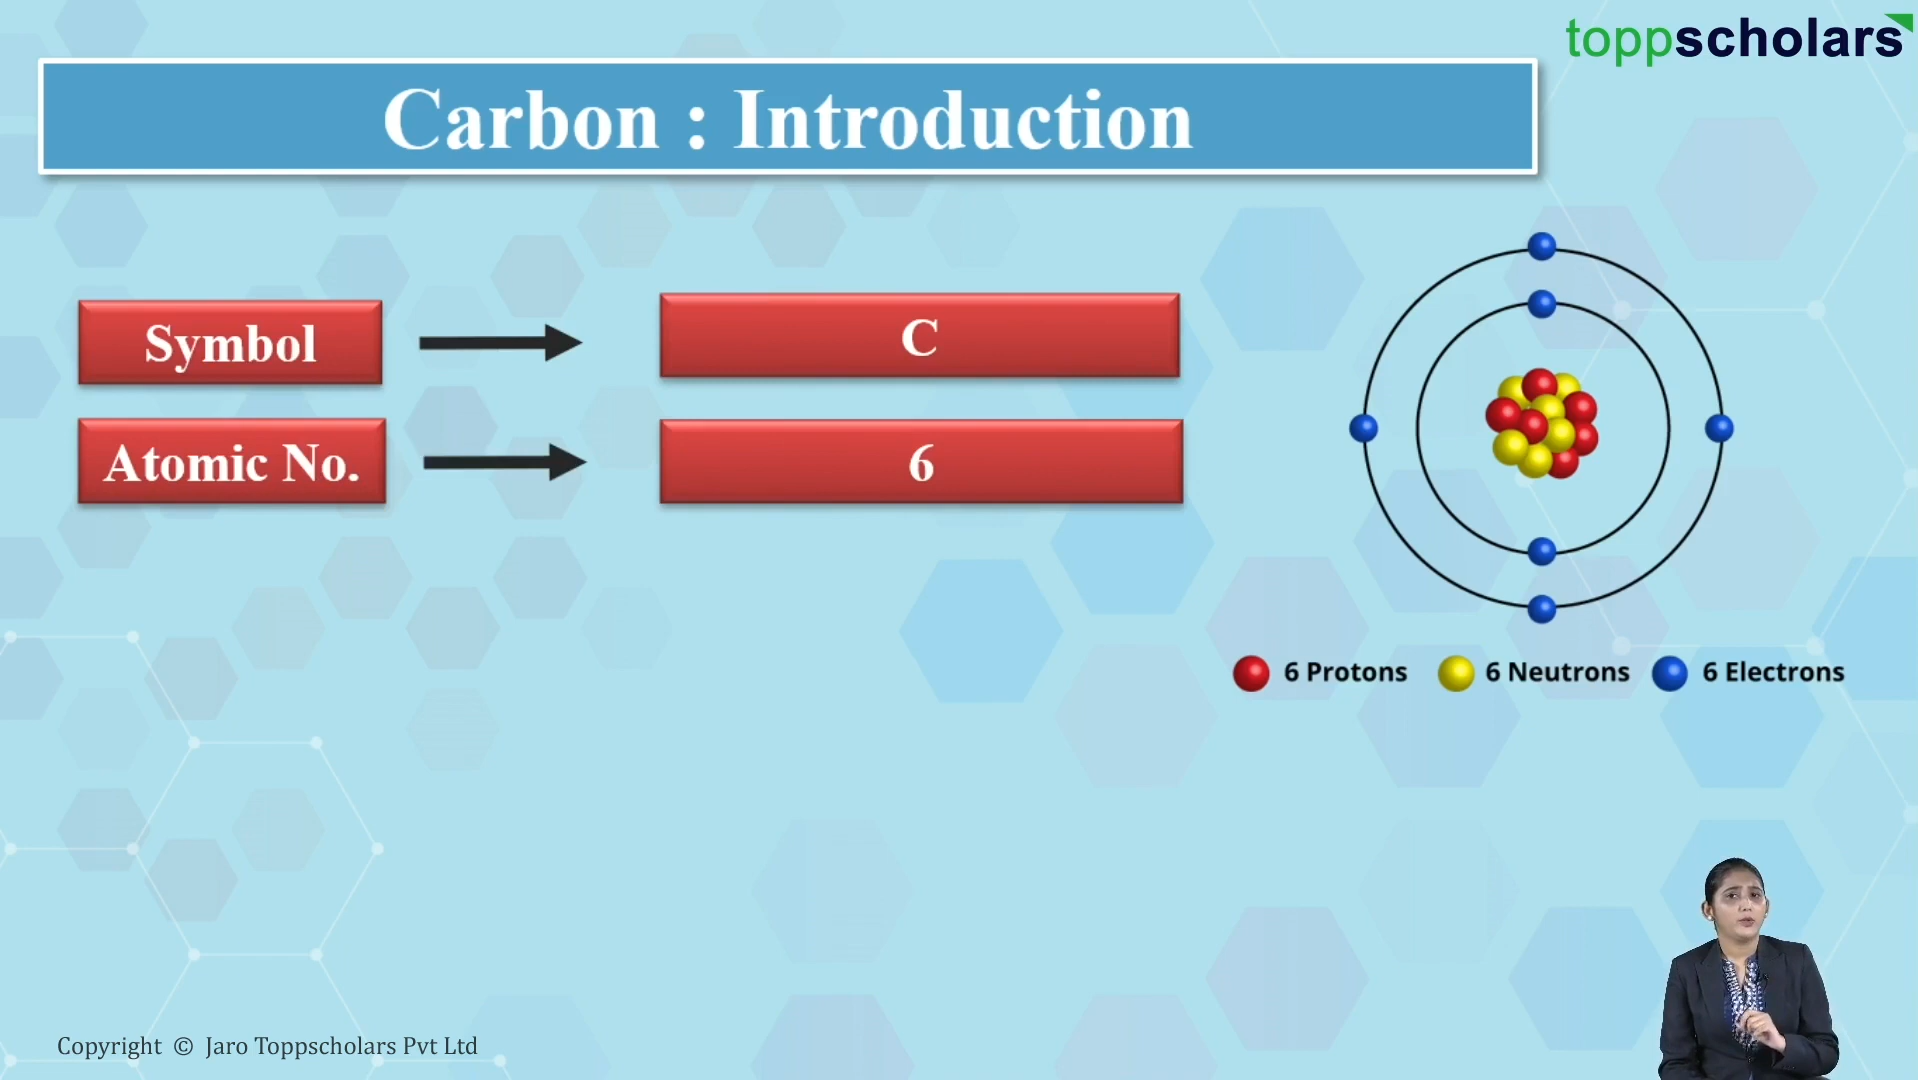 toppscholars
Carbon : Introduction
Symbol
C
Atomic No.
6
6 Protons
6 Neutrons
6 Electrons
Copyright © Jaro Toppscholars Pvt Ltd